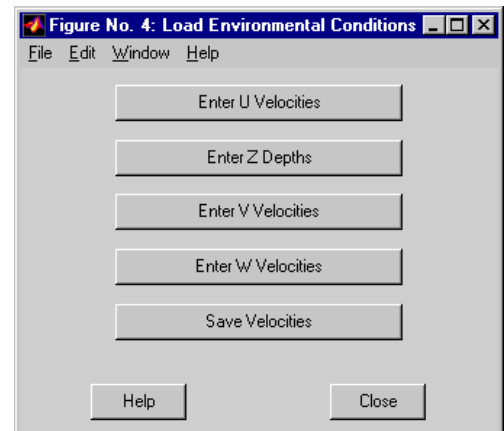 Figure No. 4: Load Environmental Conditions
File Edit Window Help
Enter U Velocities
Enter Z Depths
Enter V Velocities
Enter W Velocities
Save Velocities
Help Close